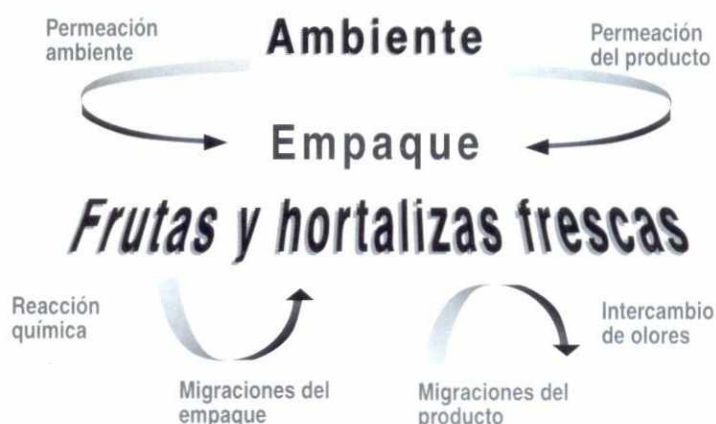 Permeación
ambiente
Ambiente
Permeación
del producto
Empaque
Frutas y hortalizas frescas
Reacción
química
Migraciones del
empaque
Migraciones del
producto
Intercambio
de olores